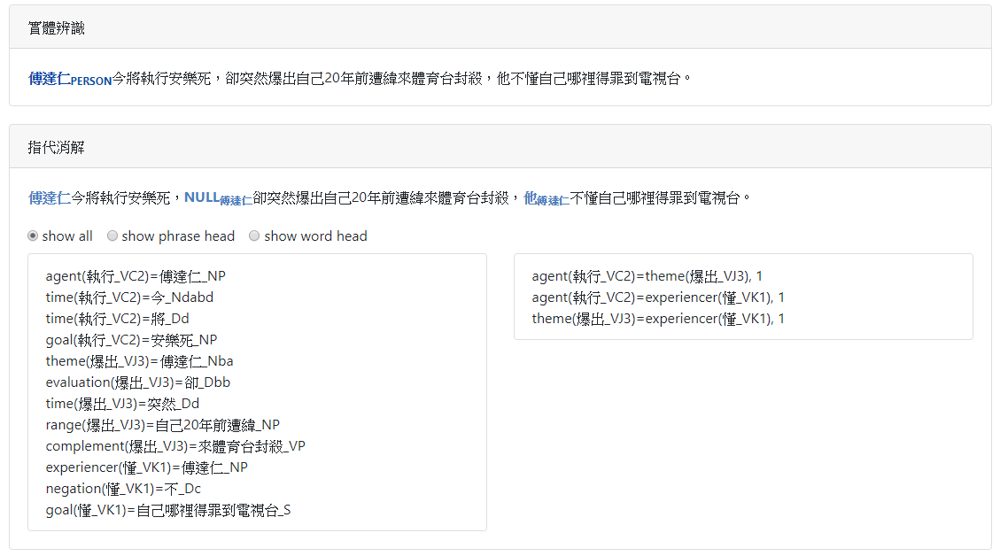 實體辨識
傅達仁PERSON今將執行安樂死，卻突然爆出自己20年前遭緯來體育台封殺，他不懂自己哪裡得罪到電視台。
指代消解
傅達仁今將執行安樂死，NULL傅達仁卻突然爆出自己20年前遭緯來體育台封殺，他傅達仁不懂自己哪裡得罪到電視台。
show all show phrase head show word head
agent(執行_VC2)=傅達仁_NP
time(執行_VC2)=今_Ndabd
time(執行_VC2)=將_Dd
goal(執行_VC2)=安樂死_NP
theme(爆出_VJ3)=傅達仁_Nba
evaluation(爆出_VJ3)=卻_Dbb
time(爆出_VJ3)=突然_Dd
range(爆出_VJ3)=自己20年前遭緯_NP
complement(爆出_VJ3)=來體育台封殺_VP
experiencer(懂_VK1)=傅達仁_NP
negation(懂_VK1)=不_Dc
goal(懂_VK1)=自己哪裡得罪到電視台_S
agent(執行_VC2)=theme(爆出_VJ3), 1
agent(執行_VC2)=experiencer(懂_VK1), 1
theme(爆出_VJ3)=experiencer(懂_VK1), 1